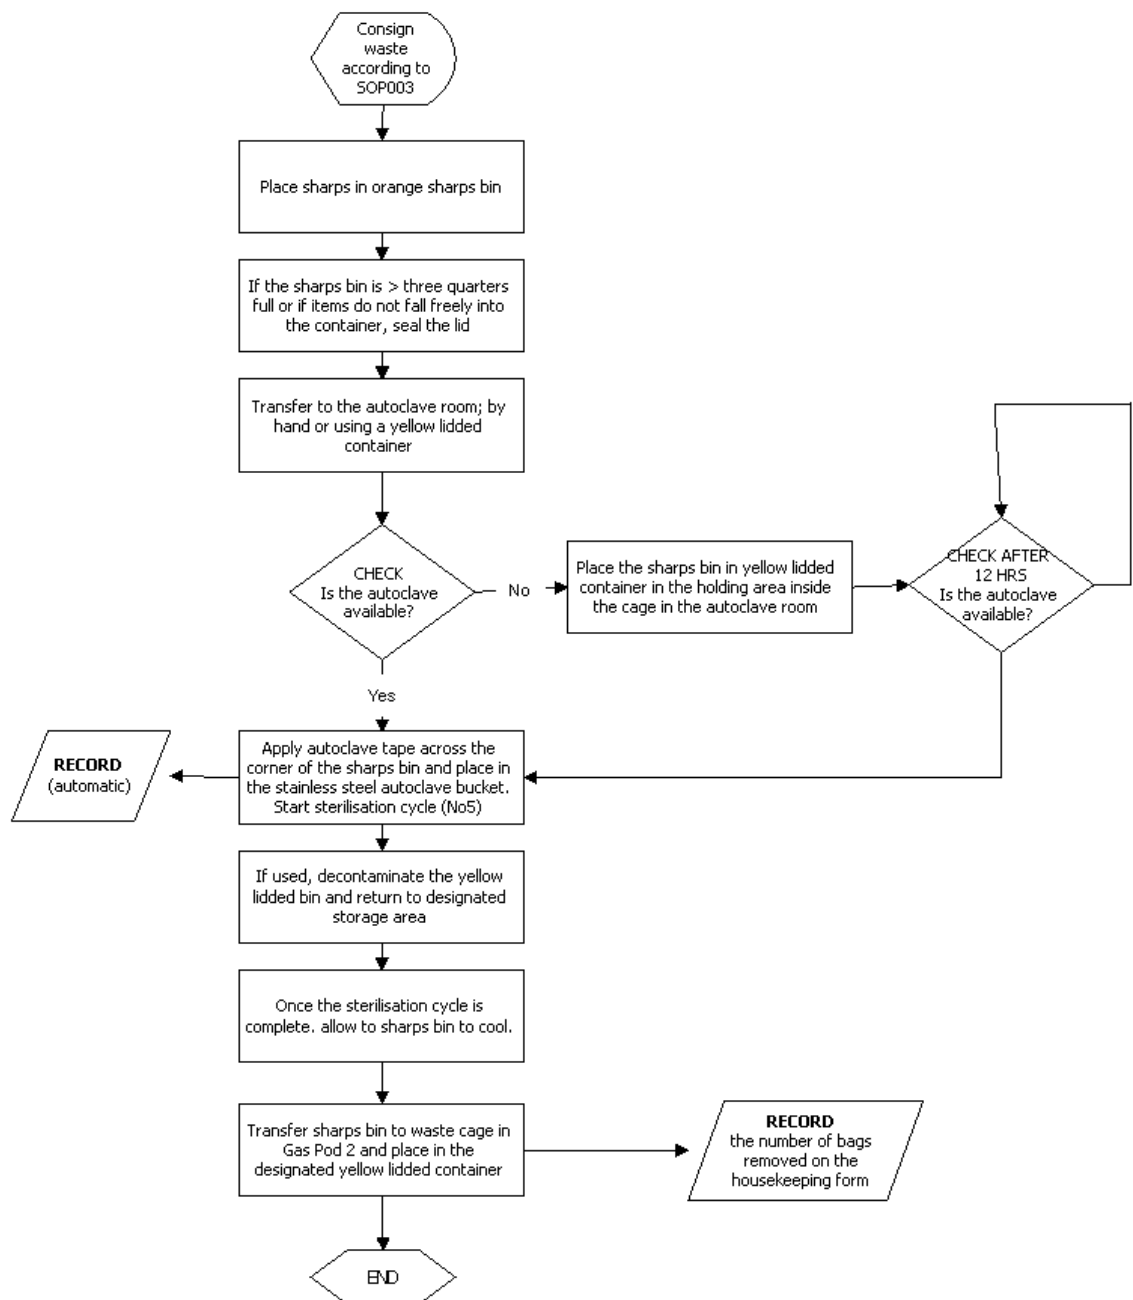 Consign
waste
according to
SOP003
Place sharps in orange sharps bin
If the sharps bin is > three quarters
full or if items do not fall freely into
the container, seal the lid
Transfer to the autoclave room; by
hand or using a yellow lidded
container
CHECK
Is the autoclave
available?
No
Place the sharps bin in yellow lidded
container in the holding area inside
the cage in the autoclave room
CHECK AFTER
12 HRS
Is the autoclave
available?
Yes
RECORD
(automatic)
Apply autoclave tape across the
corner of the sharps bin and place in
the stainless steel autoclave bucket.
Start sterilisation cycle (No5)
If used, decontaminate the yellow
lidded bin and return to designated
storage area
Once the sterilisation cycle is
complete. allow to sharps bin to cool.
Transfer sharps bin to waste cage in
Gas Pod 2 and place in the
designated yellow lidded container
RECORD
the number of bags
removed on the
housekeeping form
END